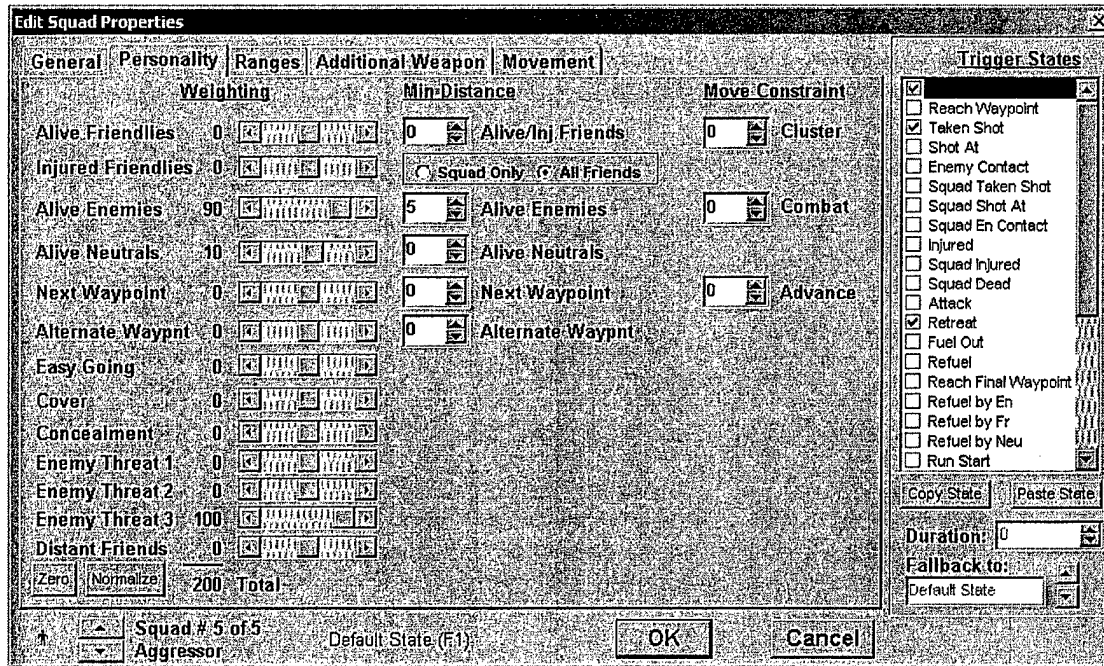 Edit Squad Properties
General Personality Ranges Additional Weapon Movement
Weighting Min-Distance Move Constraint
Alive Friendlies 0 0 Alive/Inj Friends 0 Cluster
Injured Friendlies 0 Squad Only All Friends
Alive Enemies 90 5 Alive Enemies 0 Combat
Alive Neutrals 10 0 Alive Neutrals
Next Waypoint 0 0 Next Waypoint 0 Advance
Alternate Waypnt 0 0 Alternate Waypnt
Easy Going 0
Cover 0
Concealment 0
Enemy Threat 1 0
Enemy Threat 2 0
Enemy Threat 3 100
Distant Friends 0
Zero Normalize 200 Total
Squad # 5 of 5
Aggressor
Default State (F1)
OK Cancel
Trigger States
Reach Waypoint
Taken Shot
Shot At
Enemy Contact
Squad Taken Shot
Squad Shot At
Squad En Contact
Injured
Squad Injured
Squad Dead
Attack
Retreat
Fuel Out
Refuel
Reach Final Waypoint
Refuel by En
Refuel by Fr
Refuel by Neu
Run Start
Copy State Paste State
Duration: 0
Fallback to:
Default State